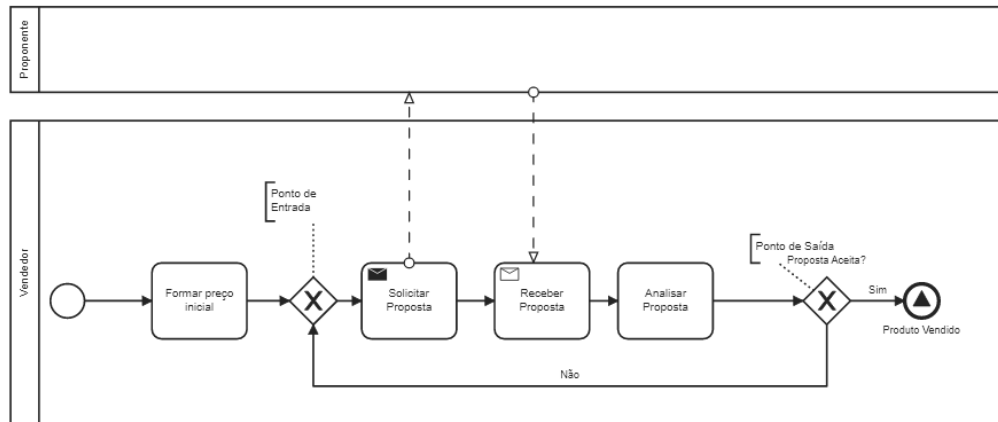 Proponente
Vendedor
Ponto de
Entrada
Formar preço
inicial
Solicitar
Proposta
Receber
Proposta
Analisar
Proposta
Ponto de Saída
Proposta Aceita?
Sim
Produto Vendido
Não